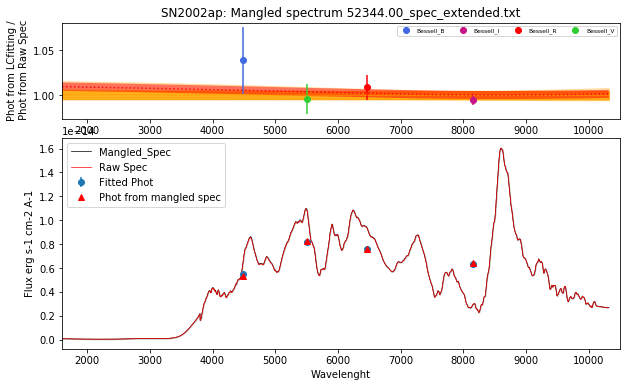 SN2002ap: Mangled spectrum 52344.00_spec_extended.txt
Phot from LCfitting /
Phot from Raw Spec
1.05
1.00
Bessell_B
Bessell_I
Bessell_R
Bessell_V
2000 3000 4000 5000 6000 7000 8000 9000 10000
1e−14
Flux erg s-1 cm-2 A-1
1.6
1.4
1.2
1.0
0.8
0.6
0.4
0.2
0.0
Mangled_Spec
Raw Spec
Fitted Phot
Phot from mangled spec
2000 3000 4000 5000 6000 7000 8000 9000 10000
Wavelenght